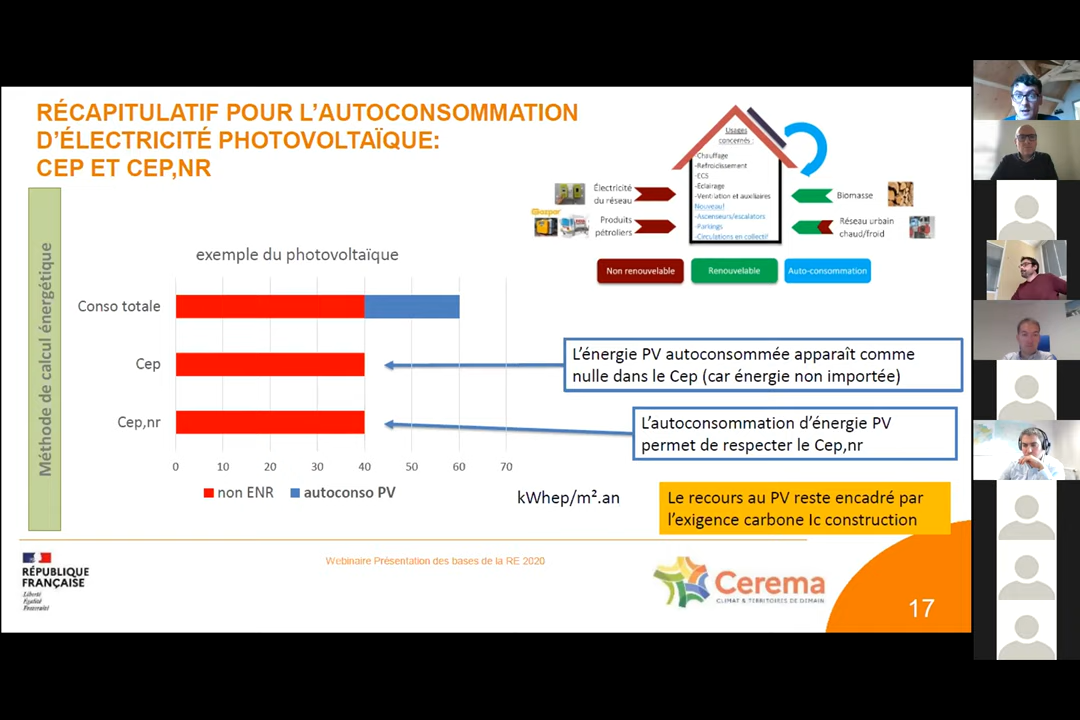 RÉCAPITULATIF POUR L'AUTOCONSOMMATION
D'ÉLECTRICITÉ PHOTOVOLTAÏQUE:
CEP ET CEP,NR
Méthode de calcul énergétique
Usages
concernés :
-Chauffage
-Refroidissement
-ECS
-Eclairage
-Ventilation et auxiliaires
Nouveau!
-Ascenseurs/escalators
-Parkings
-Circulations en collectif
Électricité
du réseau
Produits
pétroliers
Biomasse
Réseau urbain
chaud/froid
Non renouvelable
Renouvelable
Auto-consommation
exemple du photovoltaïque
Conso totale
Cep
Cep,nr
0 10 20 30 40 50 60 70
non ENR
autoconso PV
kWhep/m².an
L'énergie PV autoconsommée apparaît comme
nulle dans le Cep (car énergie non importée)
L'autoconsommation d'énergie PV
permet de respecter le Cep,nr
Le recours au PV reste encadré par
l'exigence carbone Ic construction
RÉPUBLIQUE
FRANÇAISE
Liberté
Égalité
Fraternité
Webinaire Présentation des bases de la RE 2020
Cerema
CLIMAT & TERRITOIRES DE DEMAIN
17